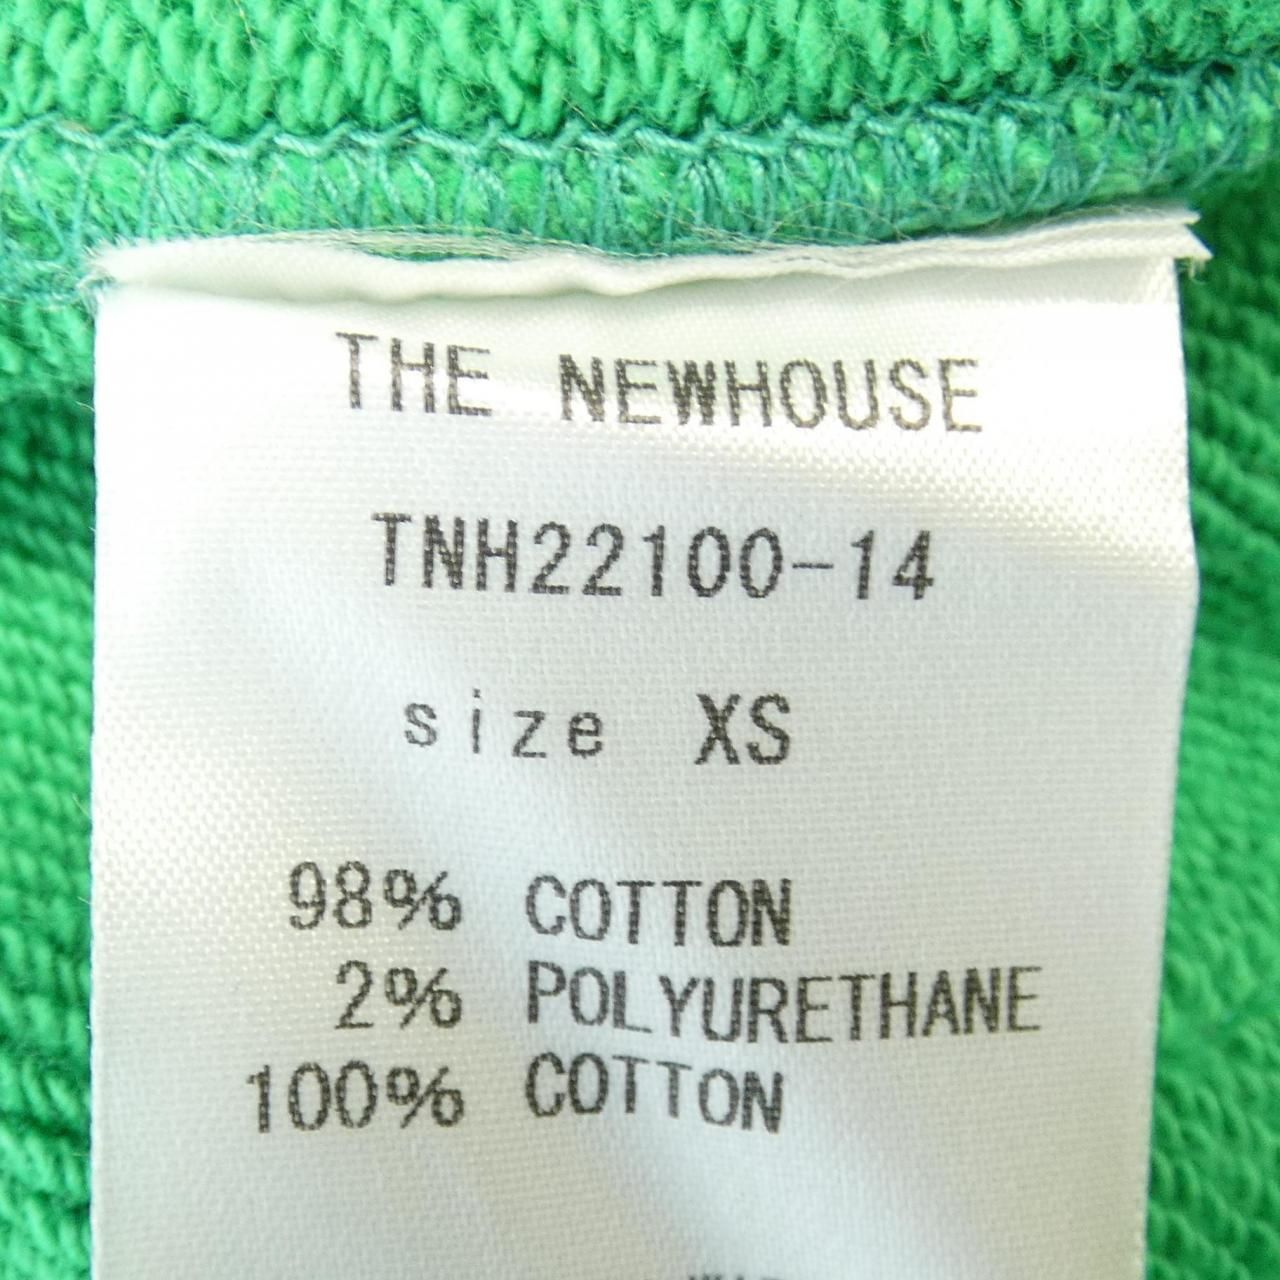 THE NEWHOUSE
TNH22100-14
size XS
98% COTTON
2% POLYURETHANE
100% COTTON